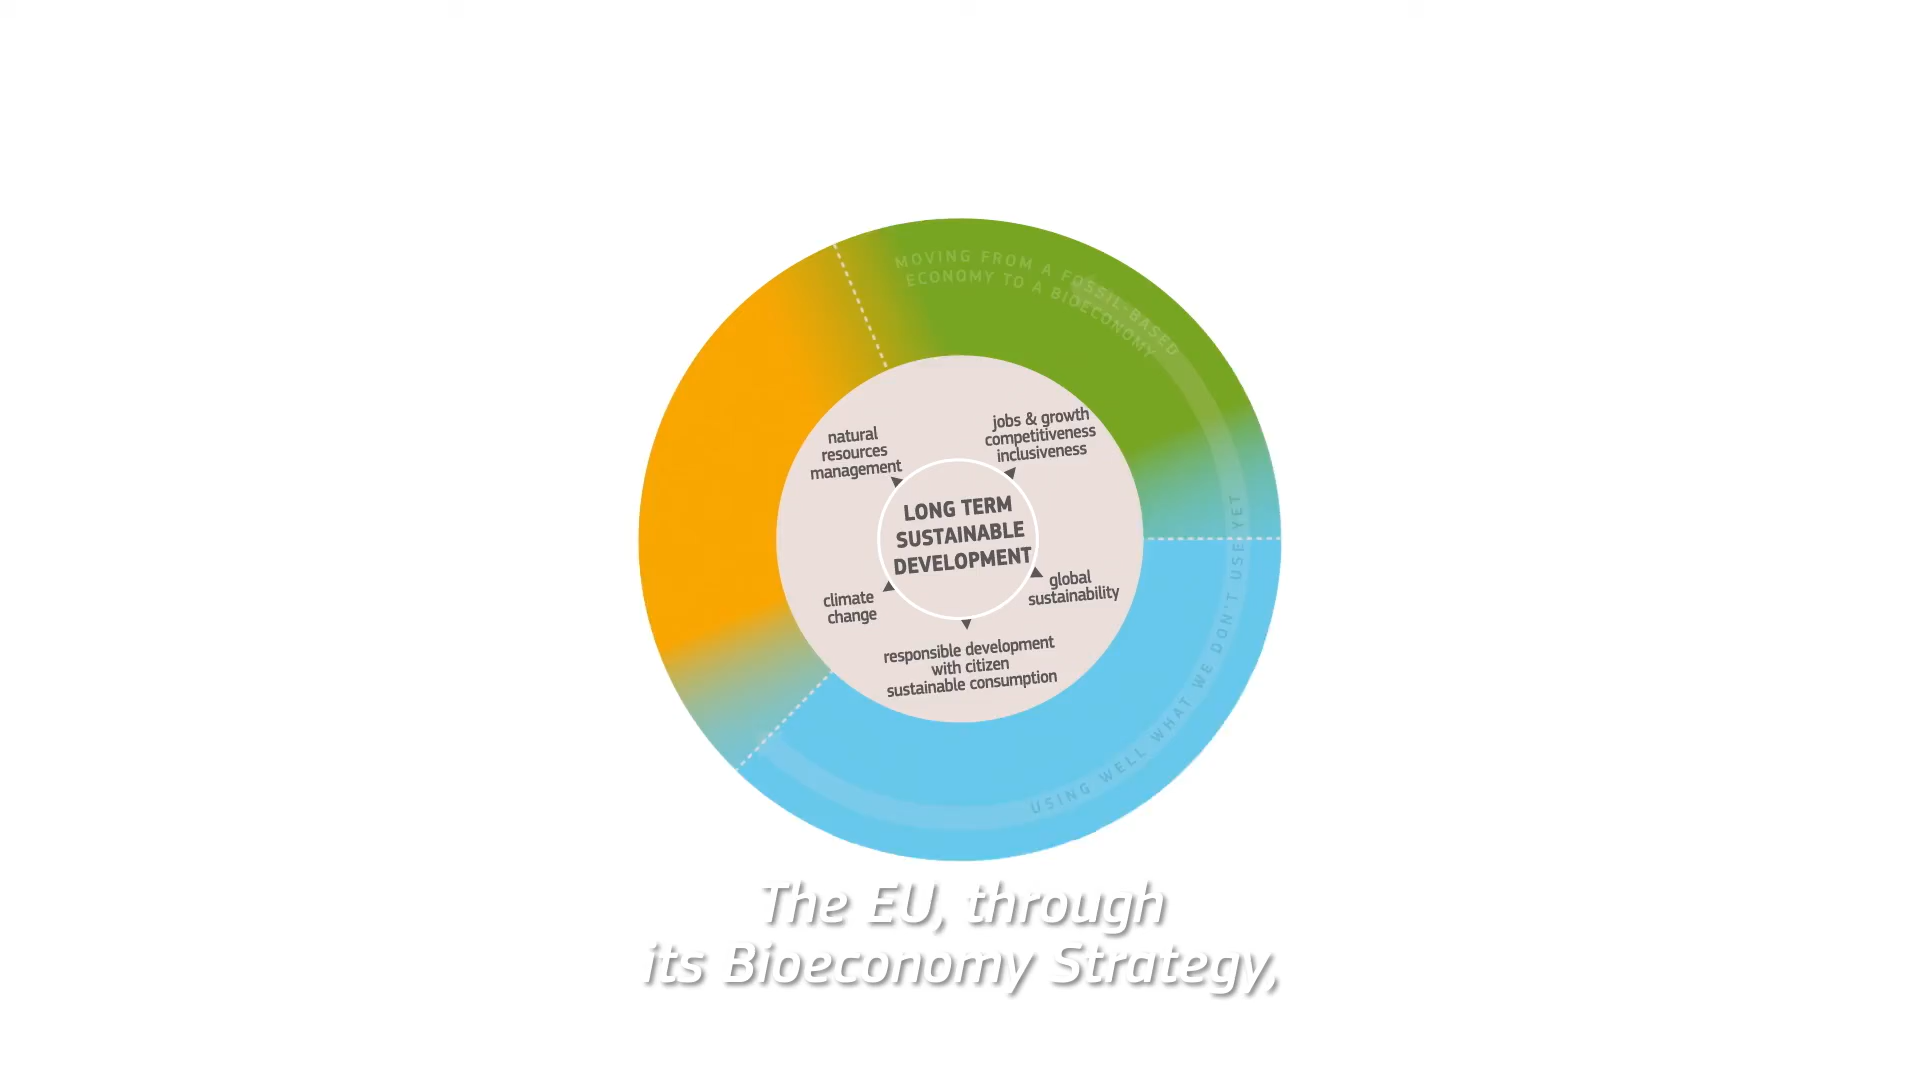 MOVING FROM A FOSSIL-BASED
ECONOMY TO A BIOECONOMY
natural
resources
management
jobs & growth
competitiveness
inclusiveness
LONG TERM
SUSTAINABLE
DEVELOPMENT
climate
change
global
sustainability
responsible development
with citizen
sustainable consumption
USING WELL WHAT WE DON'T USE YET
The EU, through
its Bioeconomy Strategy,